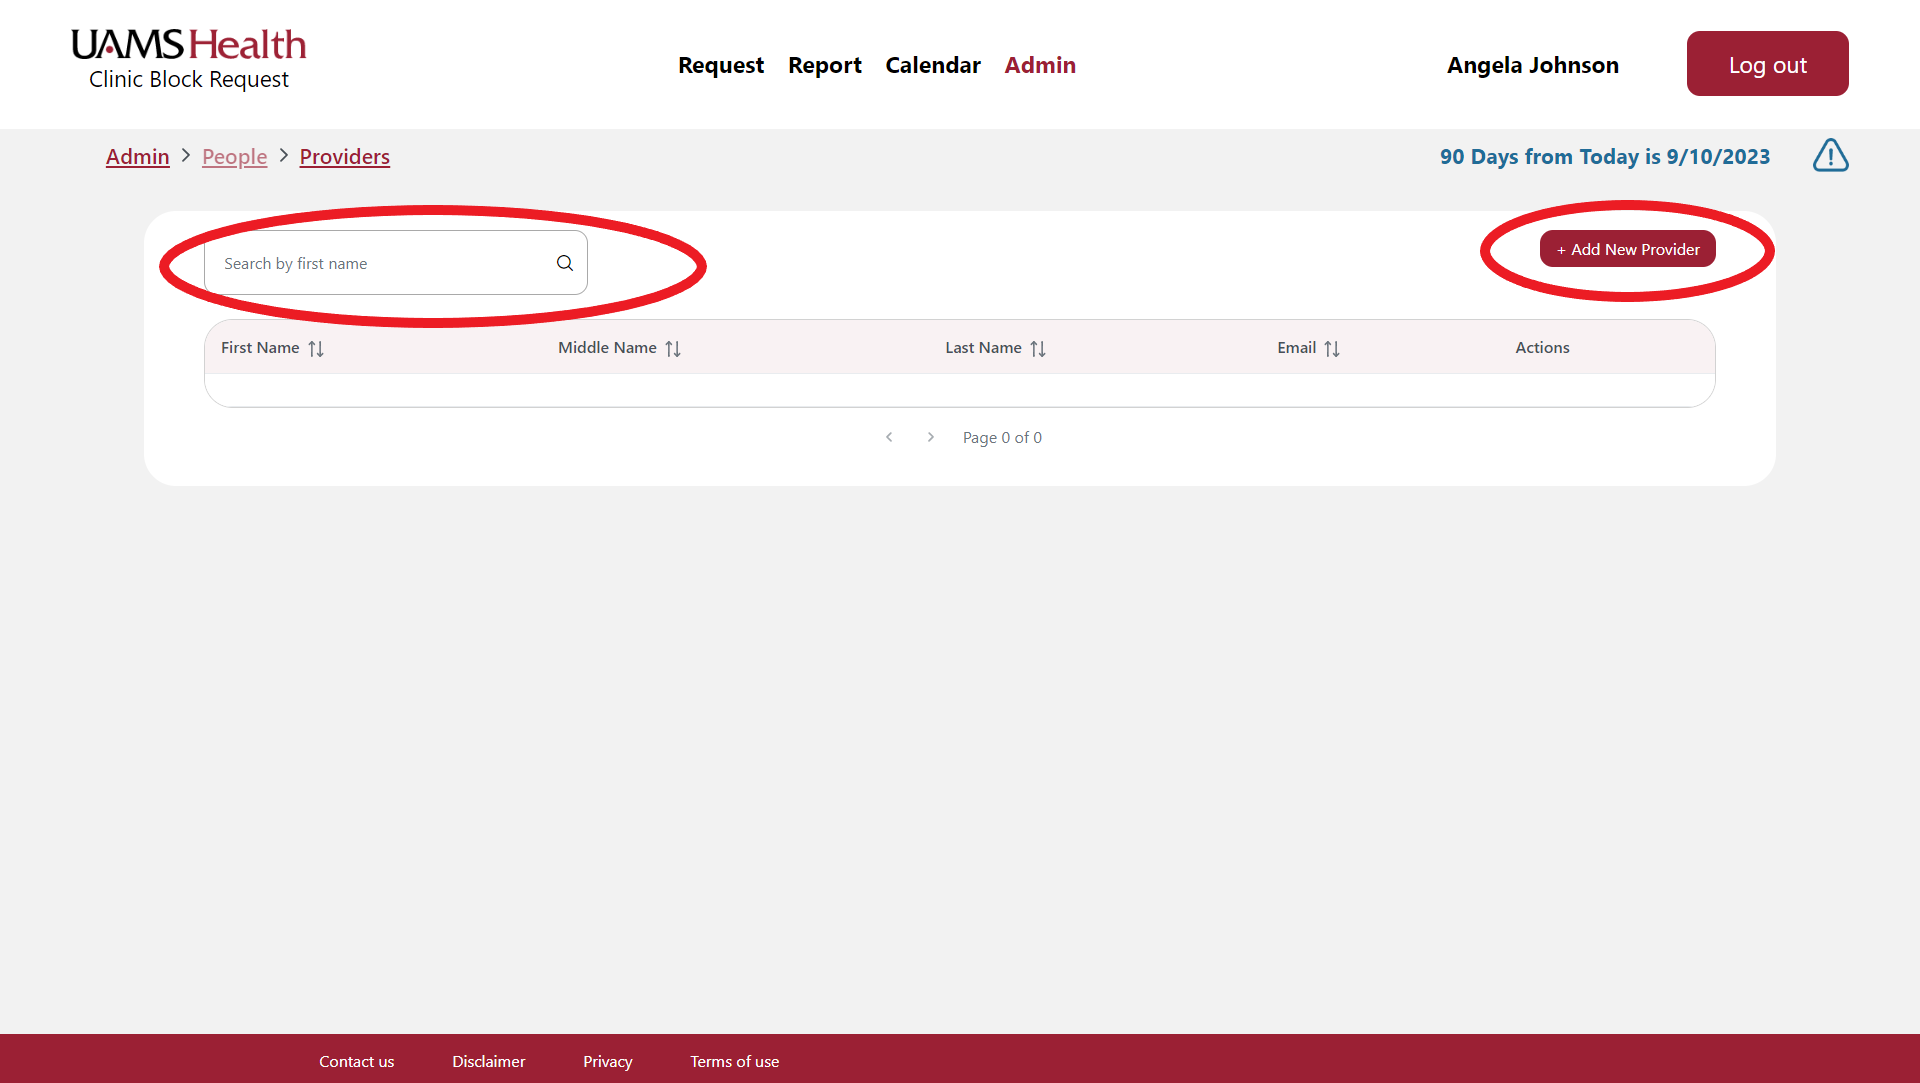 UAMS Health
Clinic Block Request
Request Report Calendar Admin
Angela Johnson
Log out
Admin > People > Providers
90 Days from Today is 9/10/2023
Search by first name
+ Add New Provider
First Name Middle Name Last Name Email Actions
Page 0 of 0
Contact us Disclaimer Privacy Terms of use